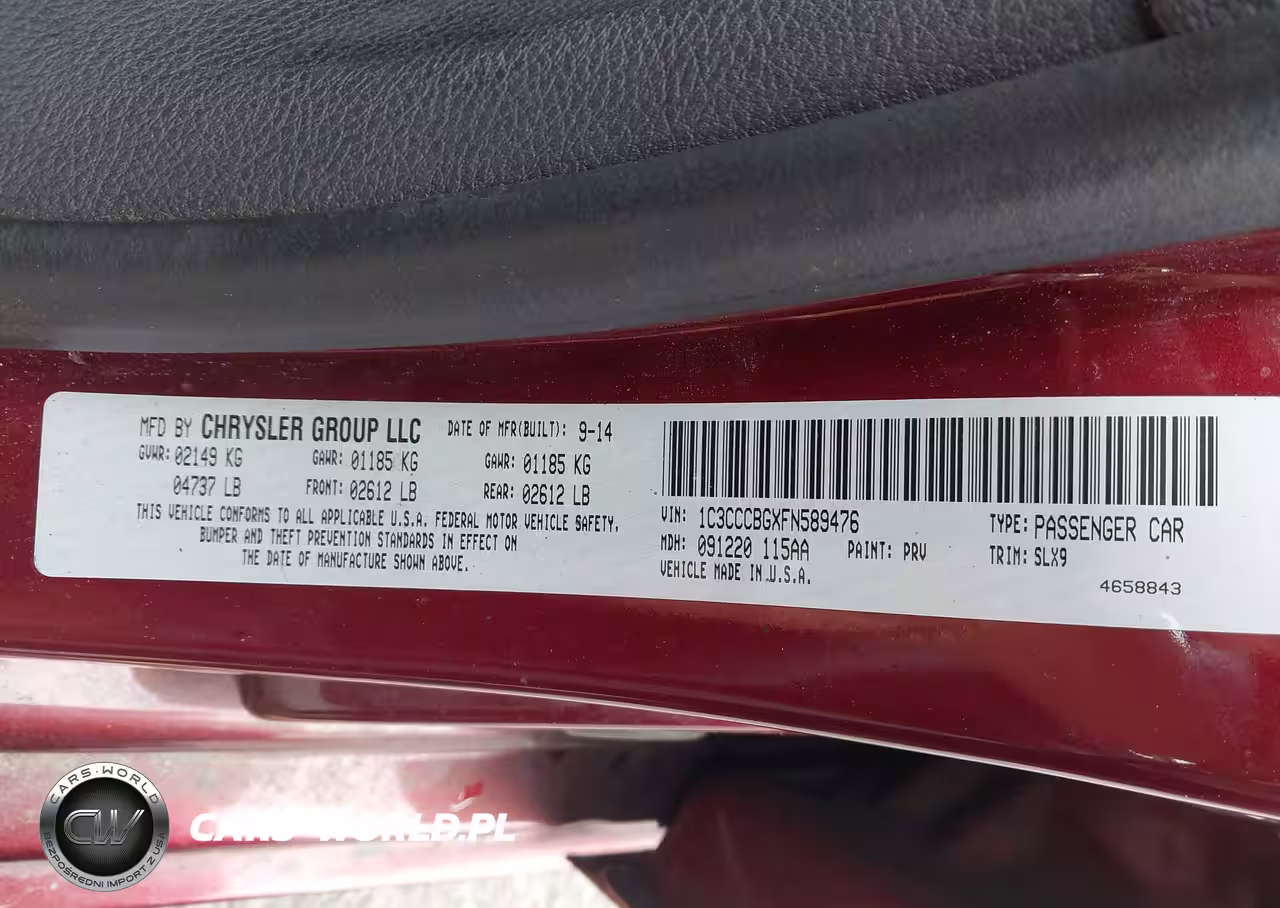 MFD BY CHRYSLER GROUP LLC DATE OF MFR(BUILT): 9-14
GVWR: 02149 KG GAWR: 01185 KG GAWR: 01185 KG
04737 LB FRONT: 02612 LB REAR: 02612 LB
THIS VEHICLE CONFORMS TO ALL APPLICABLE U.S.A. FEDERAL MOTOR VEHICLE SAFETY,
BUMPER AND THEFT PREVENTION STANDARDS IN EFFECT ON
THE DATE OF MANUFACTURE SHOWN ABOVE.
VIN: 1C3CCCBGXFN589476 TYPE: PASSENGER CAR
MDH: 091220 115AA PAINT: PRV TRIM: SLX9
VEHICLE MADE IN U.S.A.
4658843
CARS-WORLD
CW
BEZPOŚREDNI IMPORT Z USA
CARS-WORLD.PL